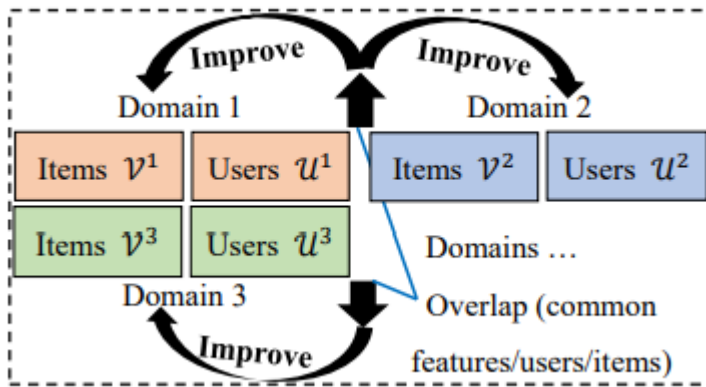 Improve
Improve
Domain 1
Domain 2
Items 𝒱¹
Users 𝒰¹
Items 𝒱²
Users 𝒰²
Items 𝒱³
Users 𝒰³
Domains …
Domain 3
Overlap (common
features/users/items)
Improve